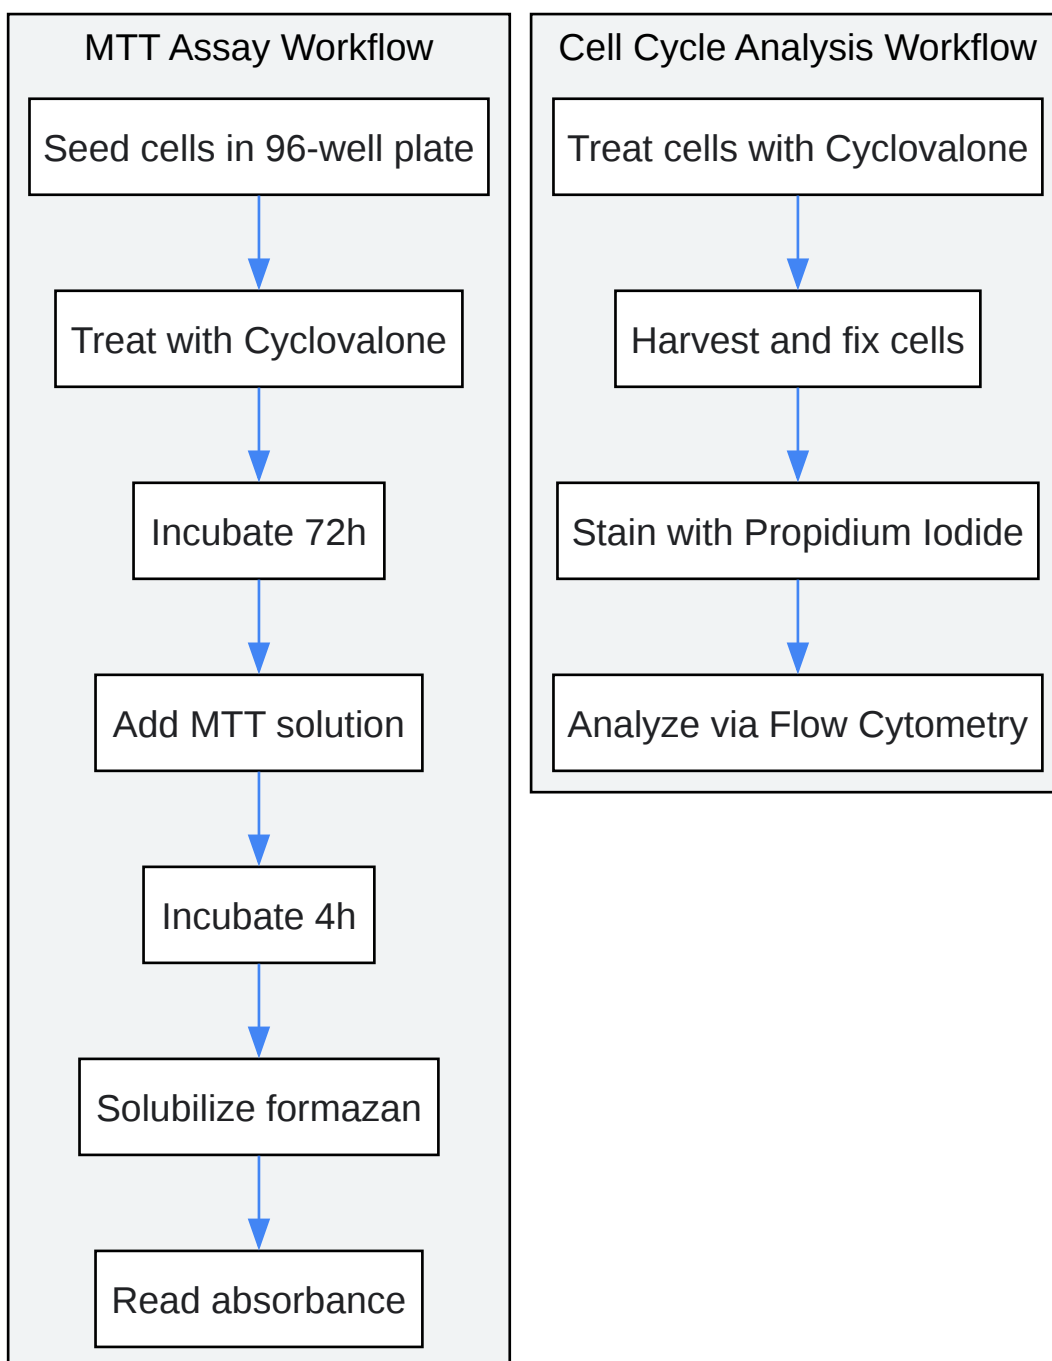 MTT Assay Workflow
Seed cells in 96-well plate
Treat with Cyclovalone
Incubate 72h
Add MTT solution
Incubate 4h
Solubilize formazan
Read absorbance
Cell Cycle Analysis Workflow
Treat cells with Cyclovalone
Harvest and fix cells
Stain with Propidium Iodide
Analyze via Flow Cytometry